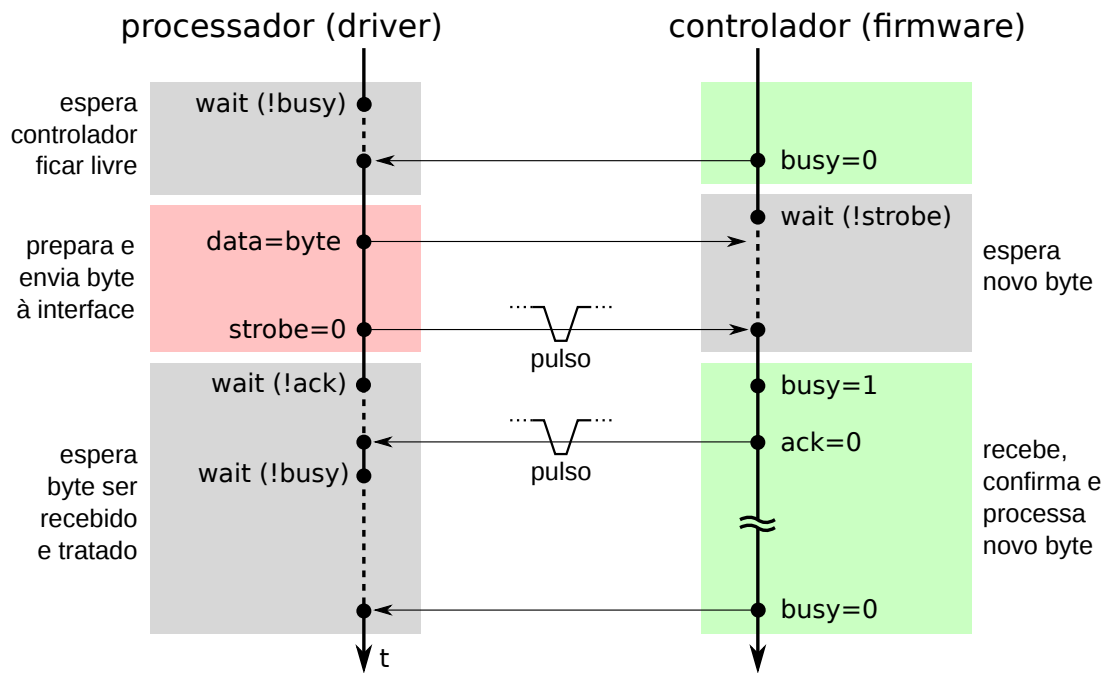 processador (driver)
controlador (firmware)
espera
controlador
ficar livre
wait (!busy)
busy=0
wait (!strobe)
prepara e
envia byte
à interface
data=byte
espera
novo byte
strobe=0
pulso
wait (!ack)
busy=1
ack=0
pulso
espera
byte ser
recebido
e tratado
wait (!busy)
recebe,
confirma e
processa
novo byte
busy=0
t